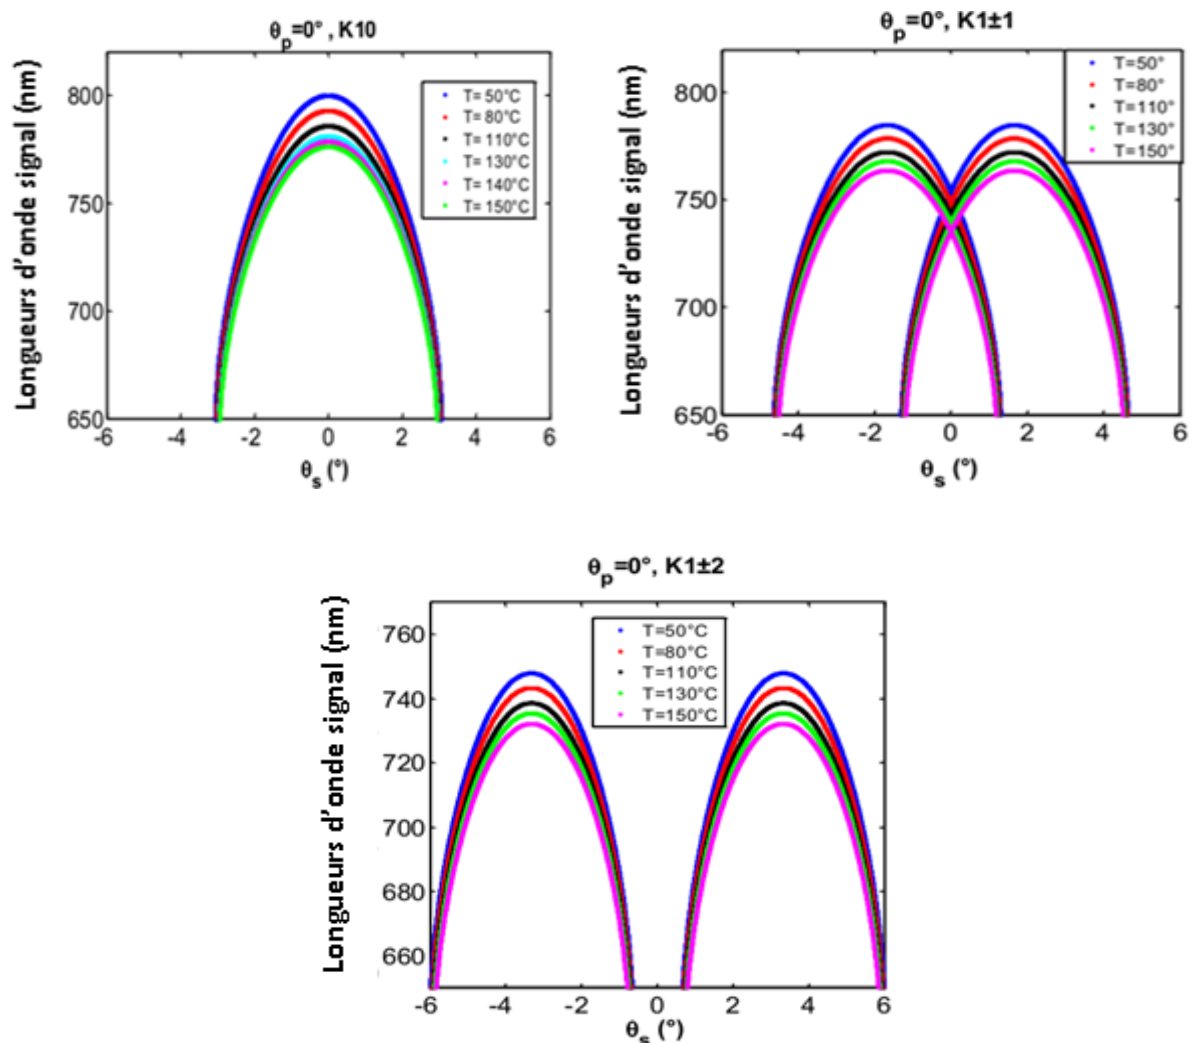 θp=0° , K10
Longueurs d'onde signal (nm)
800
750
700
650
-6 -4 -2 0 2 4 6
θs (°)
T= 50°C
T= 80°C
T= 110°C
T= 130°C
T= 140°C
T= 150°C
θp=0°, K1±1
Longueurs d'onde signal (nm)
800
750
700
650
-6 -4 -2 0 2 4 6
θs (°)
T=50°
T=80°
T=110°
T=130°
T=150°
θp=0°, K1±2
Longueurs d'onde signal (nm)
760
740
720
700
680
660
-6 -4 -2 0 2 4 6
θs (°)
T=50°C
T=80°C
T=110°C
T=130°C
T=150°C